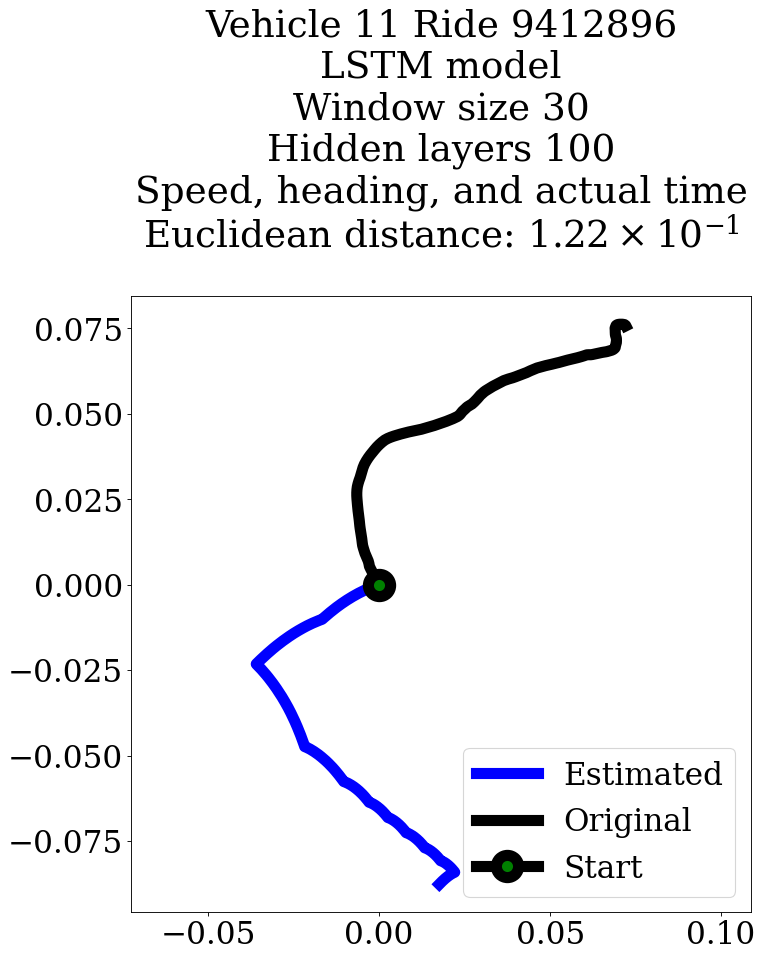 Vehicle 11 Ride 9412896
LSTM model
Window size 30
Hidden layers 100
Speed, heading, and actual time
Euclidean distance: 1.22 × 10⁻¹
0.075
0.050
0.025
0.000
−0.025
−0.050
−0.075
Estimated
Original
Start
−0.05 0.00 0.05 0.10